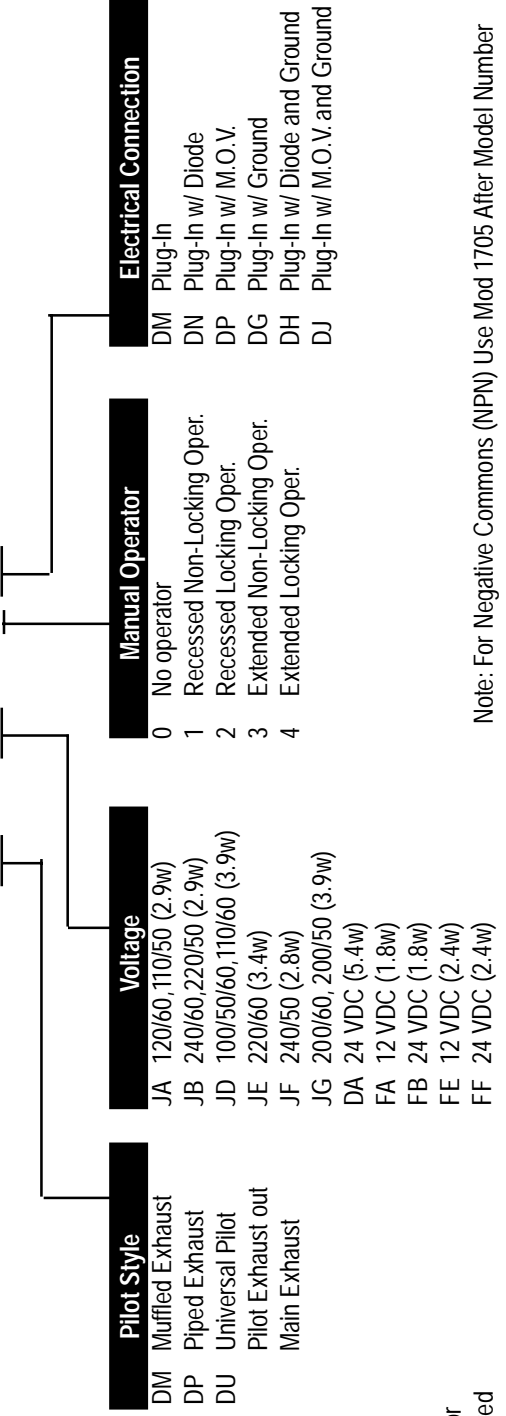 Pilot Style
DM Muffled Exhaust
DP Piped Exhaust
DU Universal Pilot
Pilot Exhaust out
Main Exhaust
Voltage
JA 120/60,110/50 (2.9w)
JB 240/60,220/50 (2.9w)
JD 100/50/60,110/60 (3.9w)
JE 220/60 (3.4w)
JF 240/50 (2.8w)
JG 200/60, 200/50 (3.9w)
DA 24 VDC (5.4w)
FA 12 VDC (1.8w)
FB 24 VDC (1.8w)
FE 12 VDC (2.4w)
FF 24 VDC (2.4w)
Manual Operator
0 No operator
1 Recessed Non-Locking Oper.
2 Recessed Locking Oper.
3 Extended Non-Locking Oper.
4 Extended Locking Oper.
Electrical Connection
DM Plug-In
DN Plug-In w/ Diode
DP Plug-In w/ M.O.V.
DG Plug-In w/ Ground
DH Plug-In w/ Diode and Ground
DJ Plug-In w/ M.O.V. and Ground
Note: For Negative Commons (NPN) Use Mod 1705 After Model Number